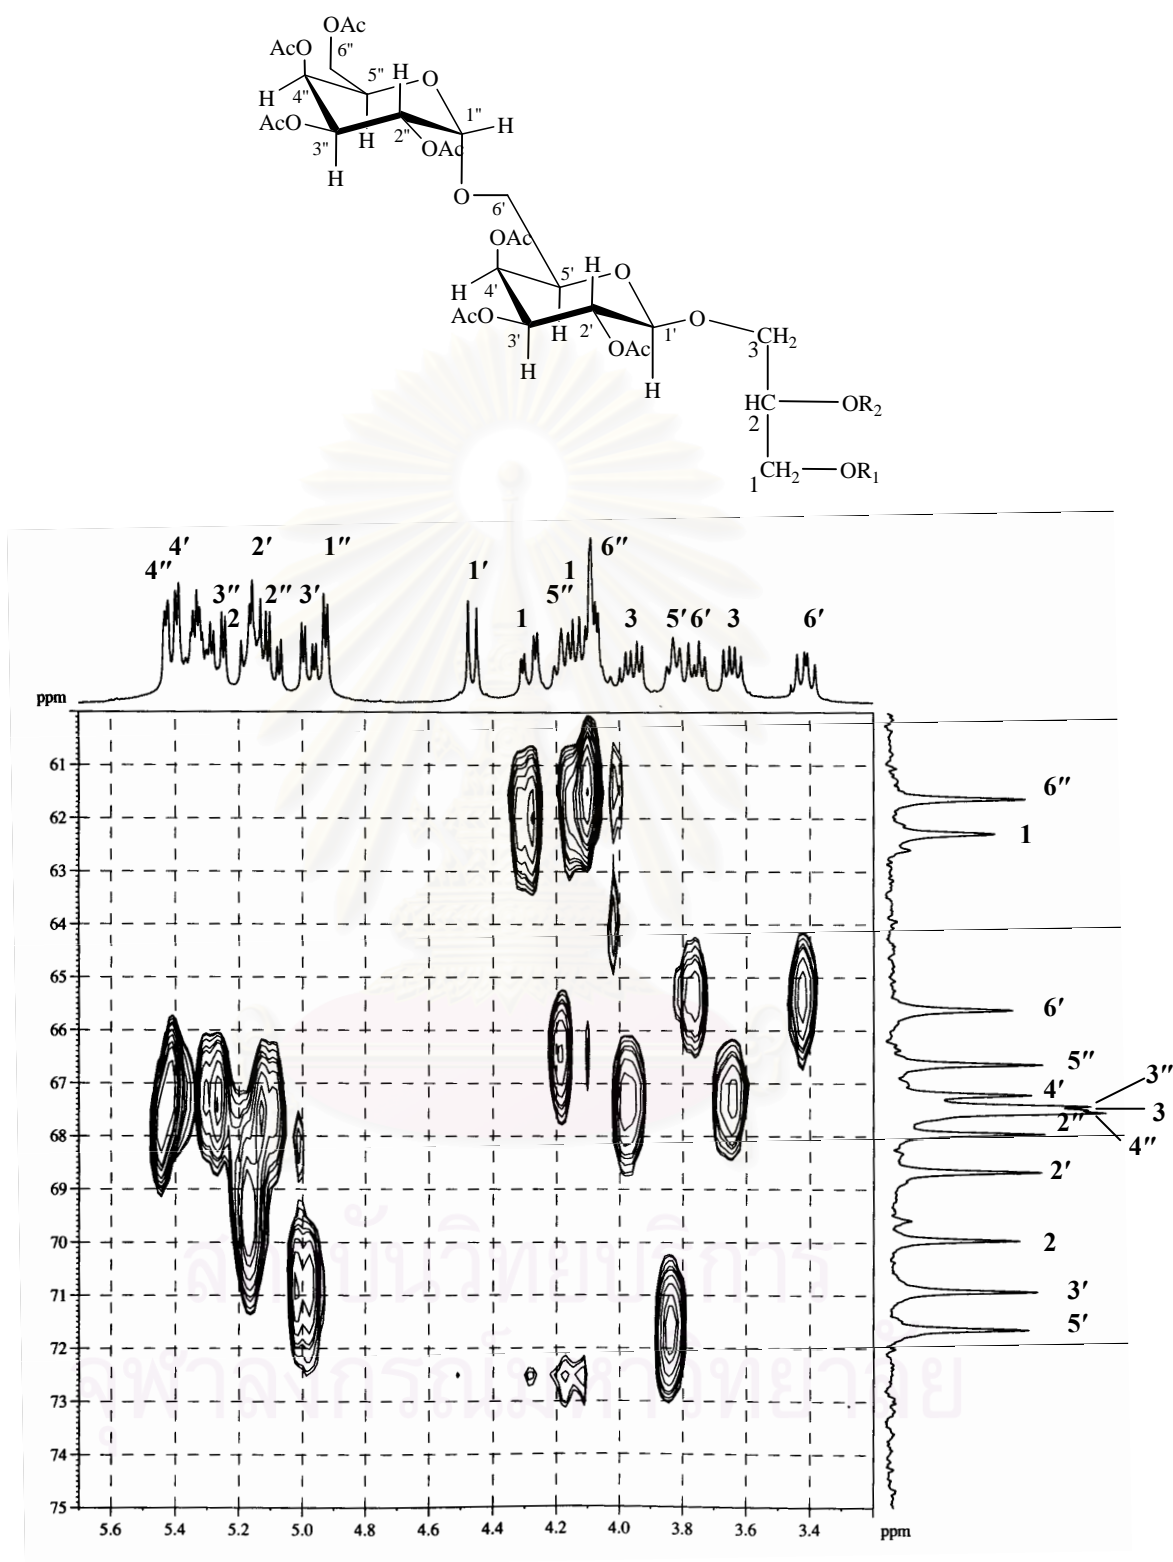 OAc
AcO
6"
5"
H
O
H
4"
1"
H
AcO
H
2"
3"
OAc
H
O
6'
OAc
5'
H
O
H
4'
AcO
H
2'
1'
O
3
CH₂
3'
OAc
H
H
HC
OR₂
2
CH₂
OR₁
1
4" 4' 3" 2 2' 2" 3' 1" 1' 1 5" 1 6" 3 5' 6' 3 6'
ppm
61
62
63
64
65
66
67
68
69
70
71
72
73
74
75
6"
1
6'
5"
4'
3"
3
2"
4"
2'
2
3'
5'
สถาบันวิทยบริการ
จุฬาลงกรณ์มหาวิทยาลัย
5.6 5.4 5.2 5.0 4.8 4.6 4.4 4.2 4.0 3.8 3.6 3.4 ppm